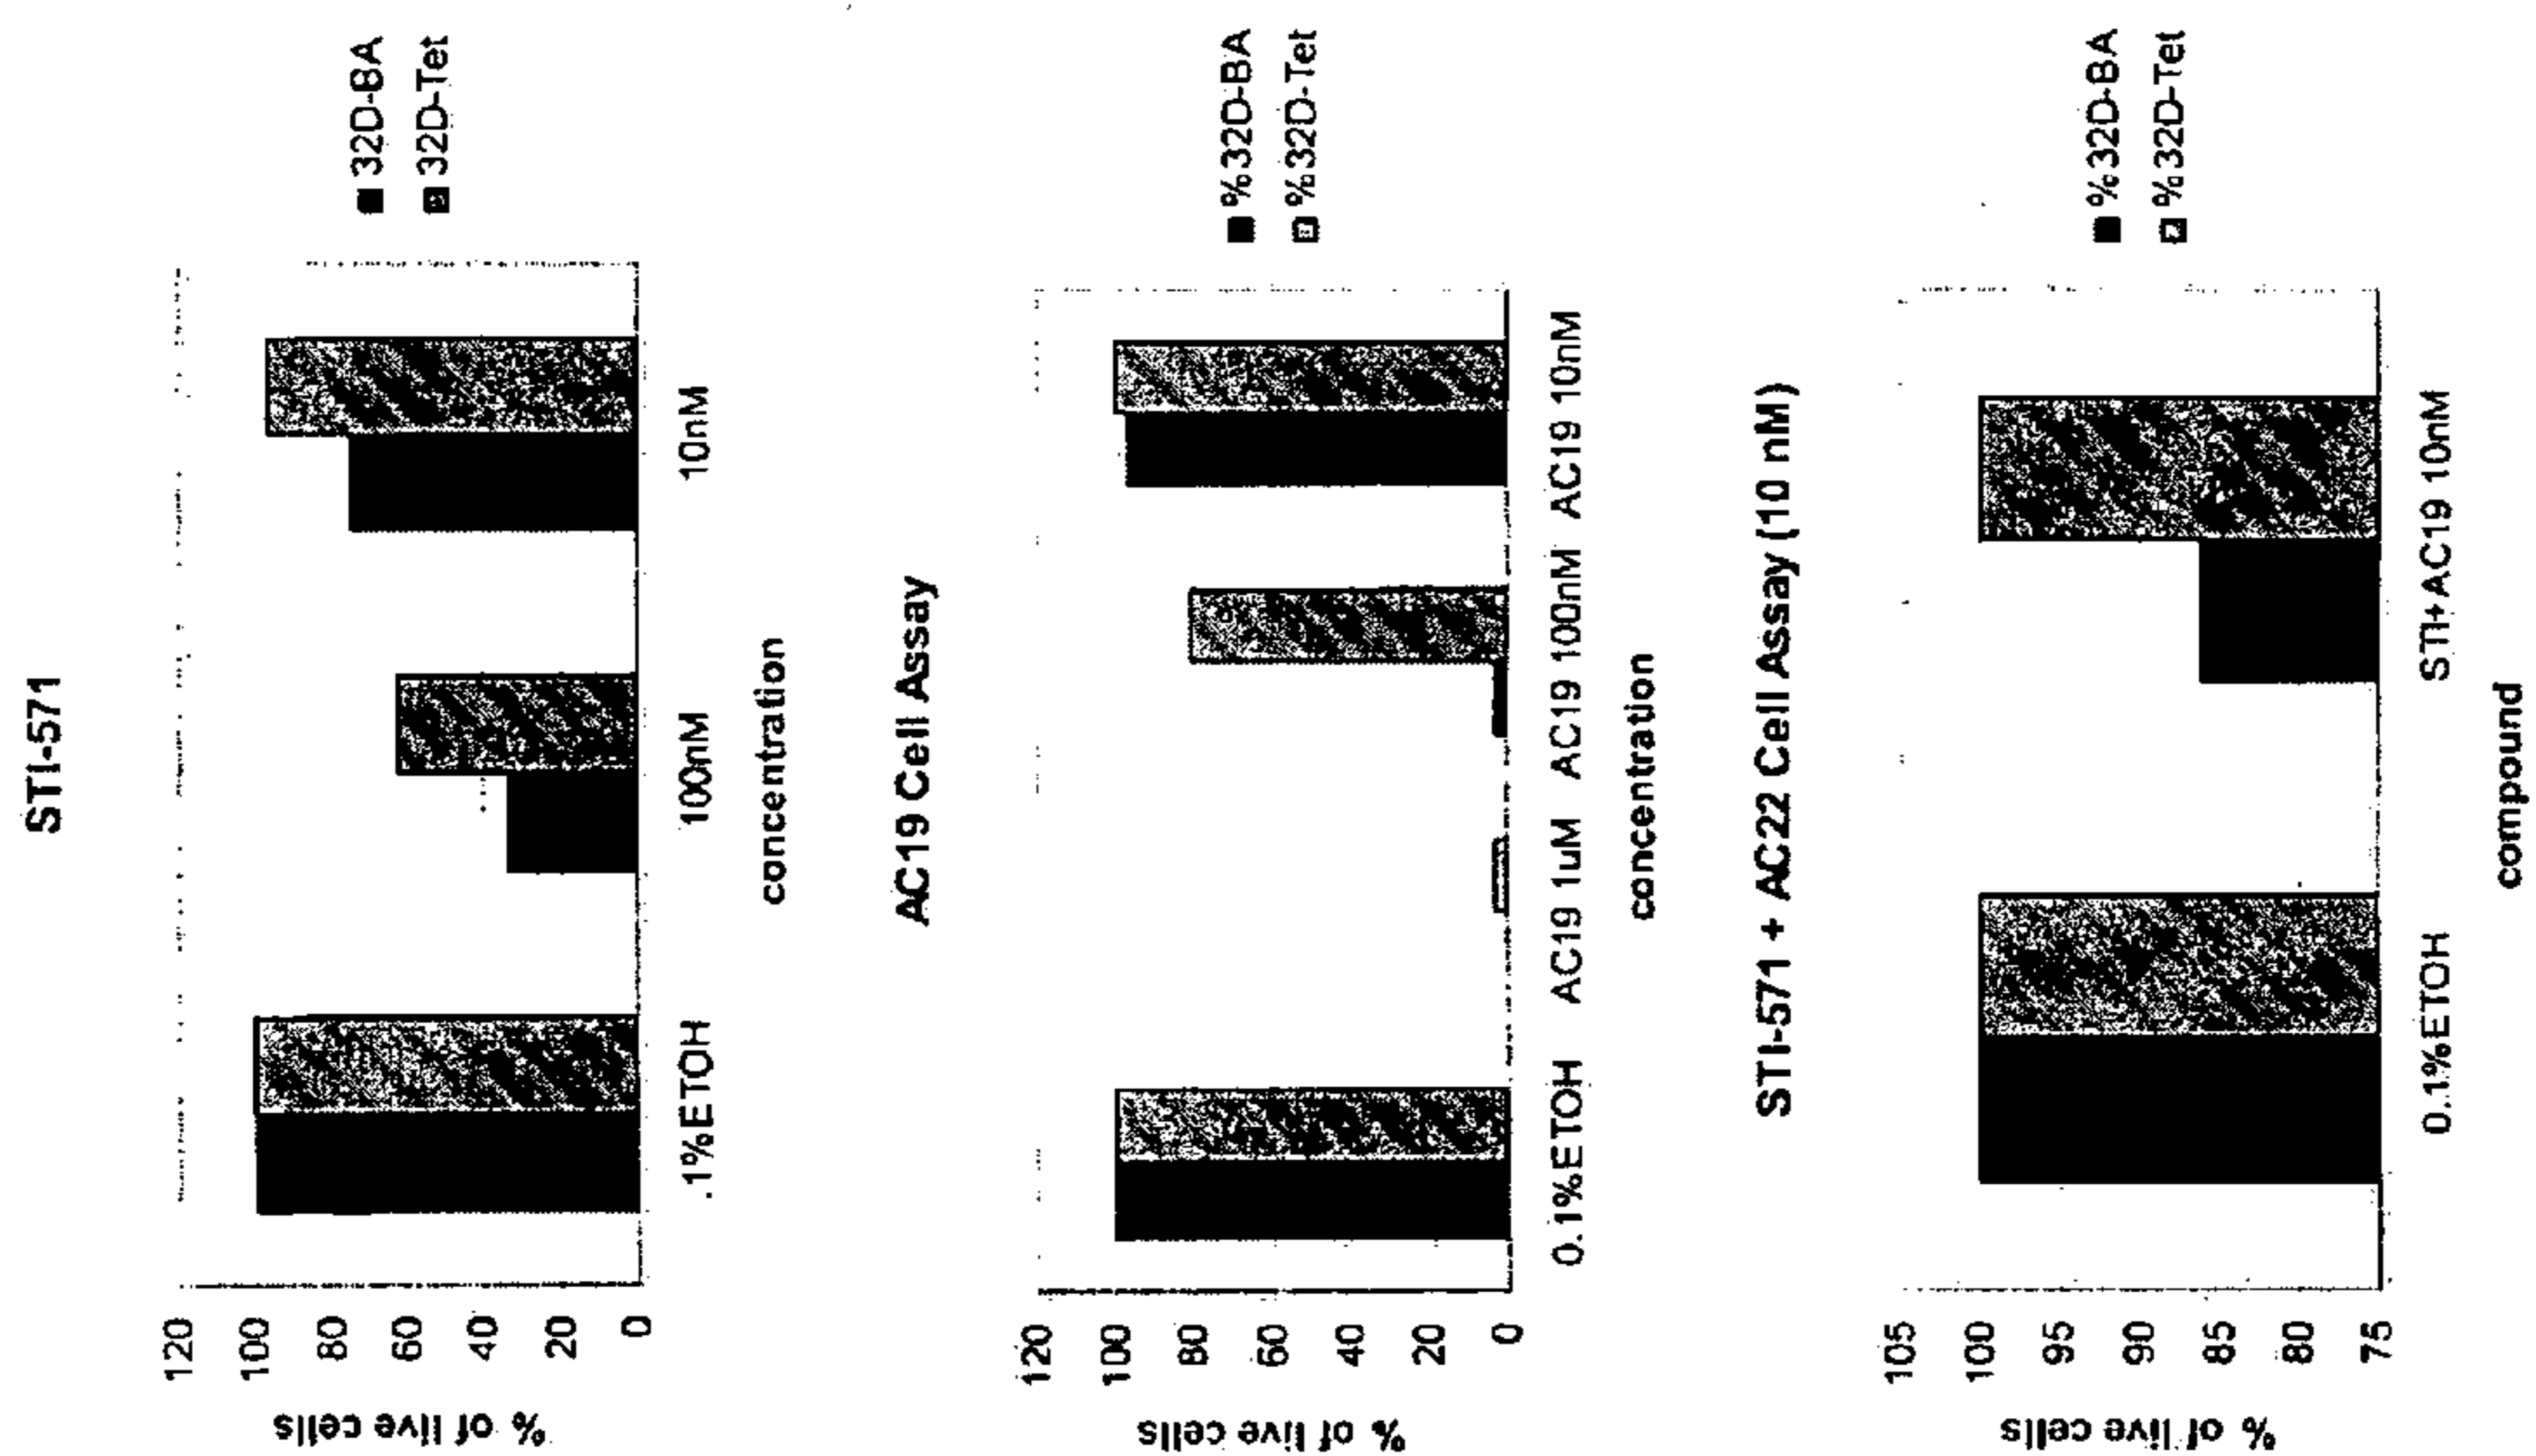 STI-571
% of live cells
120
100
80
60
40
20
0
.1%ETOH
100nM
10nM
concentration
32D-BA
32D-Tet
AC19 Cell Assay
% of live cells
120
100
80
60
40
20
0
0.1%ETOH
AC19 1uM
AC19 100nM
AC19 10nM
concentration
%32D-BA
%32D-Tet
STI-571 + AC22 Cell Assay (10 nM)
% of live cells
105
100
95
90
85
80
75
0.1%ETOH
STI+AC19 10nM
compound
%32D-BA
%32D-Tet